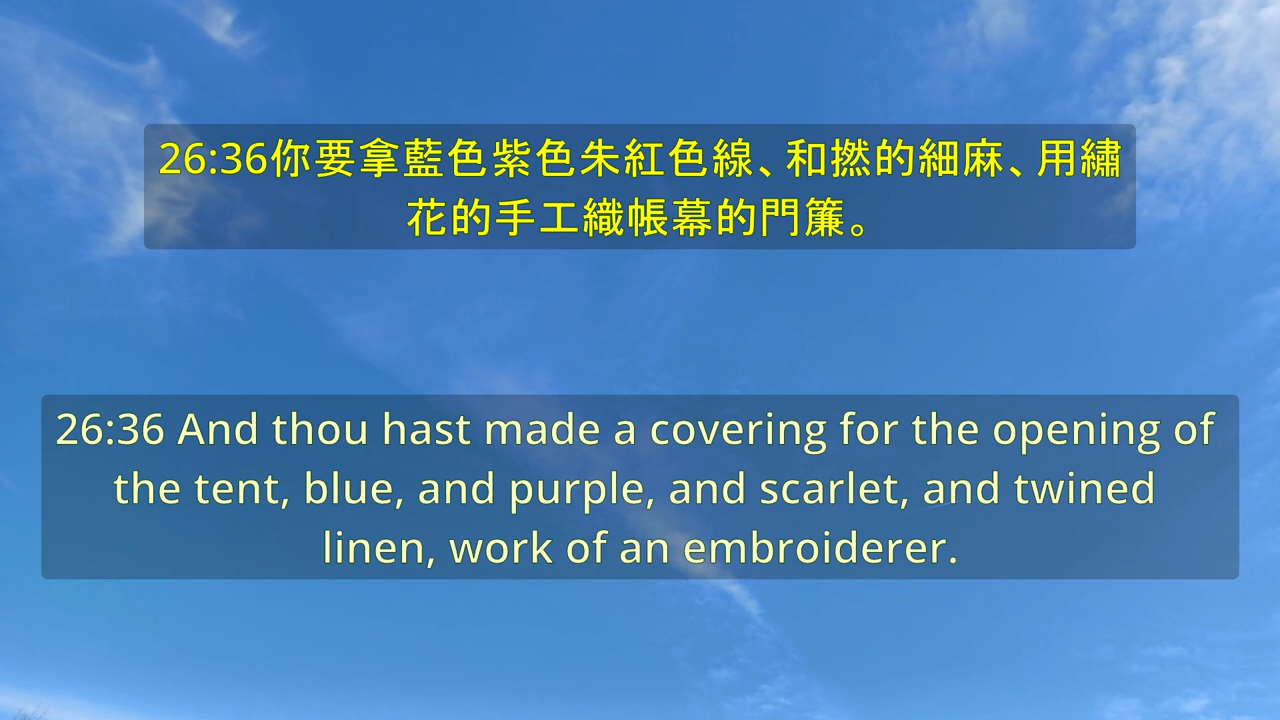 26:36你要拿藍色紫色朱紅色線、和撚的細麻、用繡
花的手工織帳幕的門簾。
26:36 And thou hast made a covering for the opening of
the tent, blue, and purple, and scarlet, and twined
linen, work of an embroiderer.